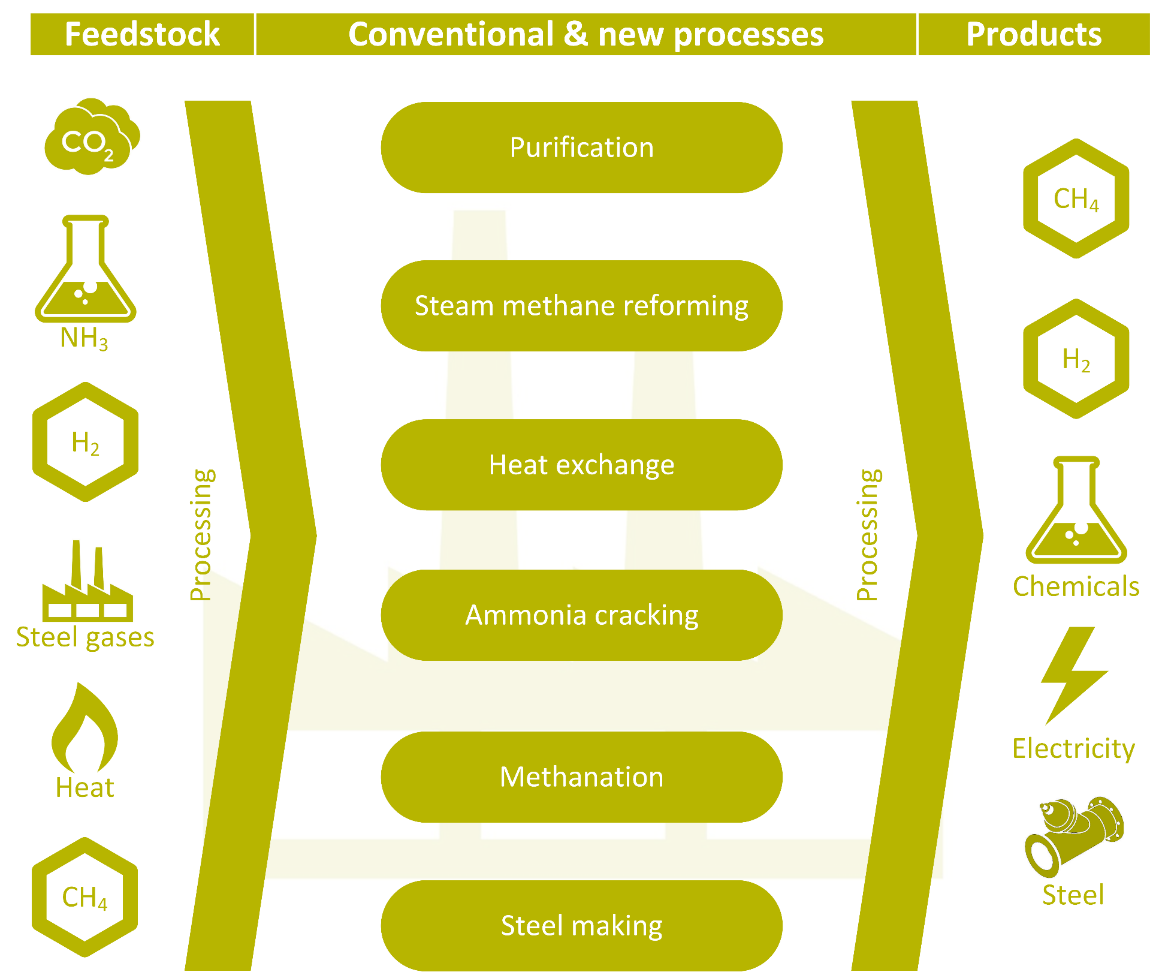 Feedstock
Conventional & new processes
Products
CO₂
NH₃
H₂
Steel gases
Heat
CH₄
Processing
Purification
Steam methane reforming
Heat exchange
Ammonia cracking
Methanation
Steel making
Processing
CH₄
H₂
Chemicals
Electricity
Steel